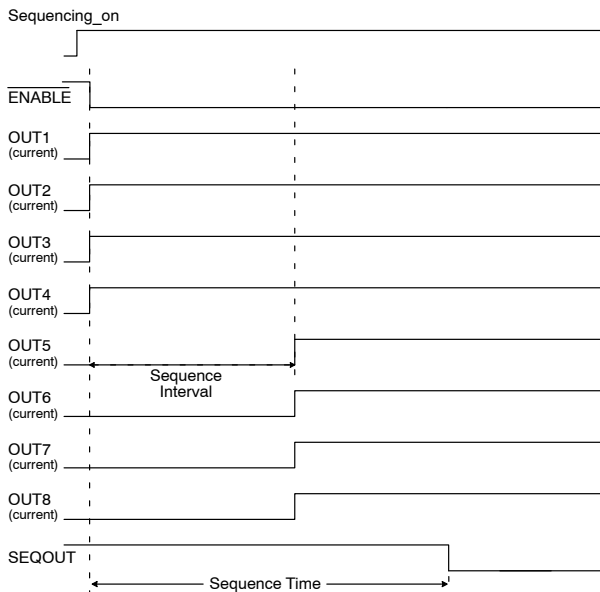 Sequencing_on
ENABLE
OUT1
(current)
OUT2
(current)
OUT3
(current)
OUT4
(current)
OUT5
(current)
Sequence
Interval
OUT6
(current)
OUT7
(current)
OUT8
(current)
SEQOUT
Sequence Time